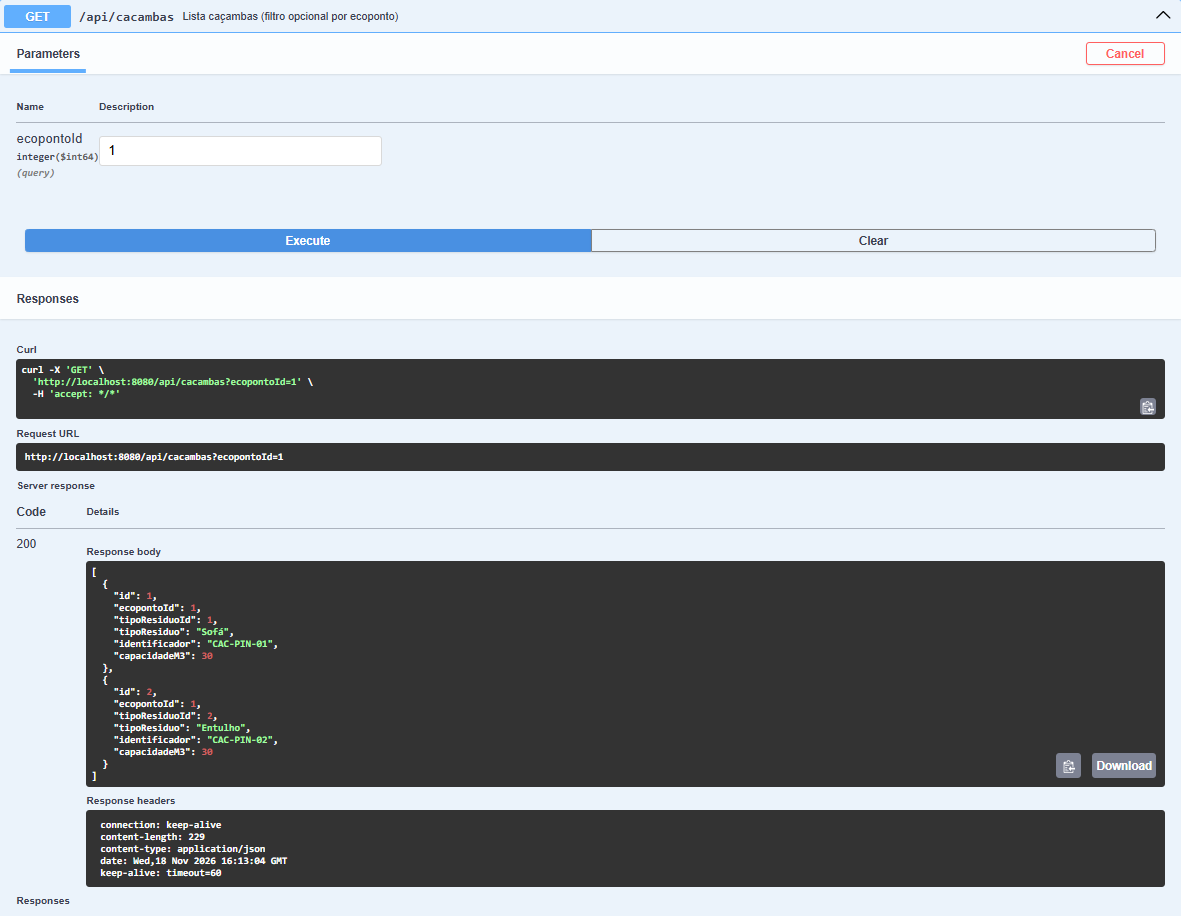 GET /api/cacambas Lista caçambas (filtro opcional por ecoponto)
Parameters
Cancel
Name Description
ecopontoId
integer($int64)
(query)
1
Execute Clear
Responses
Curl
curl -X 'GET' \
  'http://localhost:8080/api/cacambas?ecopontoId=1' \
  -H 'accept: */*'
Request URL
http://localhost:8080/api/cacambas?ecopontoId=1
Server response
Code Details
200
Response body
[
  {
    "id": 1,
    "ecopontoId": 1,
    "tipoResiduoId": 1,
    "tipoResiduo": "Sofá",
    "identificador": "CAC-PIN-01",
    "capacidadeM3": 30
  },
  {
    "id": 2,
    "ecopontoId": 1,
    "tipoResiduoId": 2,
    "tipoResiduo": "Entulho",
    "identificador": "CAC-PIN-02",
    "capacidadeM3": 30
  }
]
Download
Response headers
connection: keep-alive
content-length: 229
content-type: application/json
date: Wed,18 Nov 2026 16:13:04 GMT
keep-alive: timeout=60
Responses